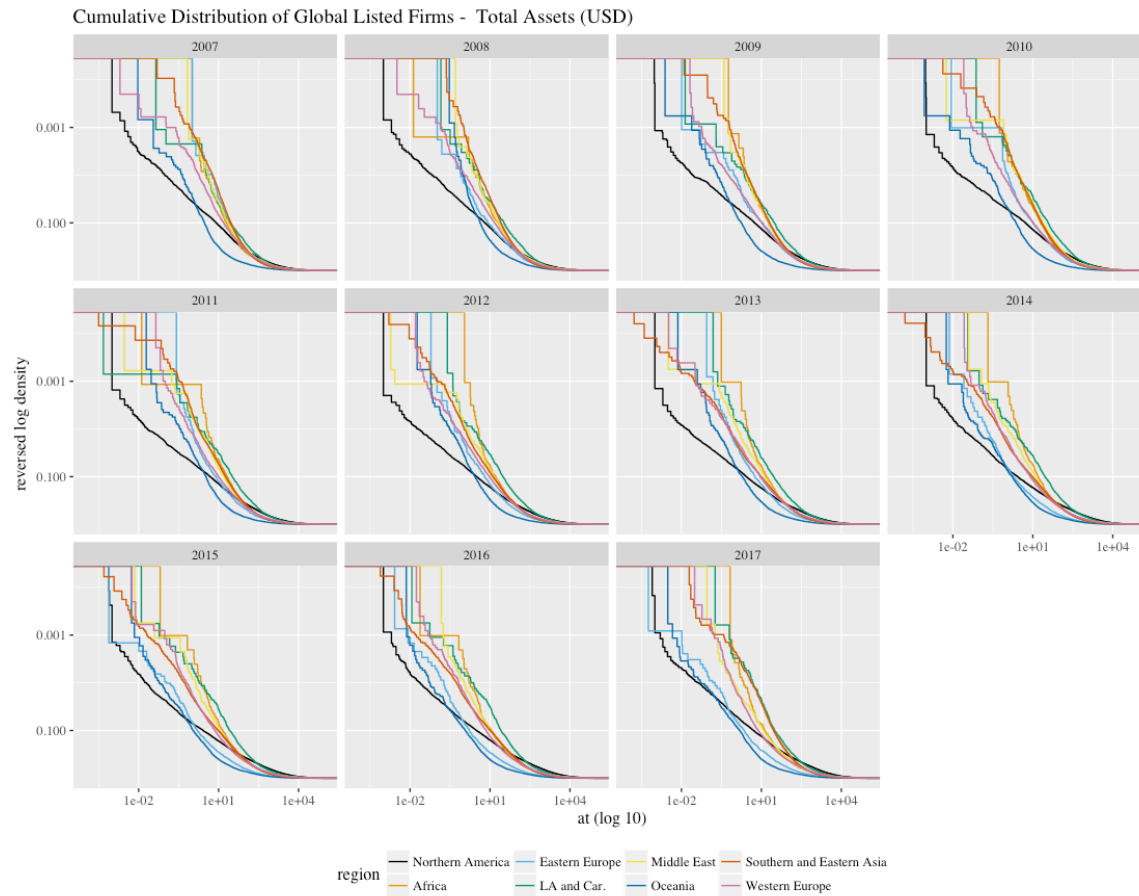 Cumulative Distribution of Global Listed Firms - Total Assets (USD)
2007 2008 2009 2010
0.001
0.100
2011 2012 2013 2014
0.001
0.100
1e-02 1e+01 1e+04
2015 2016 2017
0.001
0.100
1e-02 1e+01 1e+04 1e-02 1e+01 1e+04 1e-02 1e+01 1e+04
reversed log density
at (log 10)
region
Northern America Eastern Europe Middle East Southern and Eastern Asia
Africa LA and Car. Oceania Western Europe